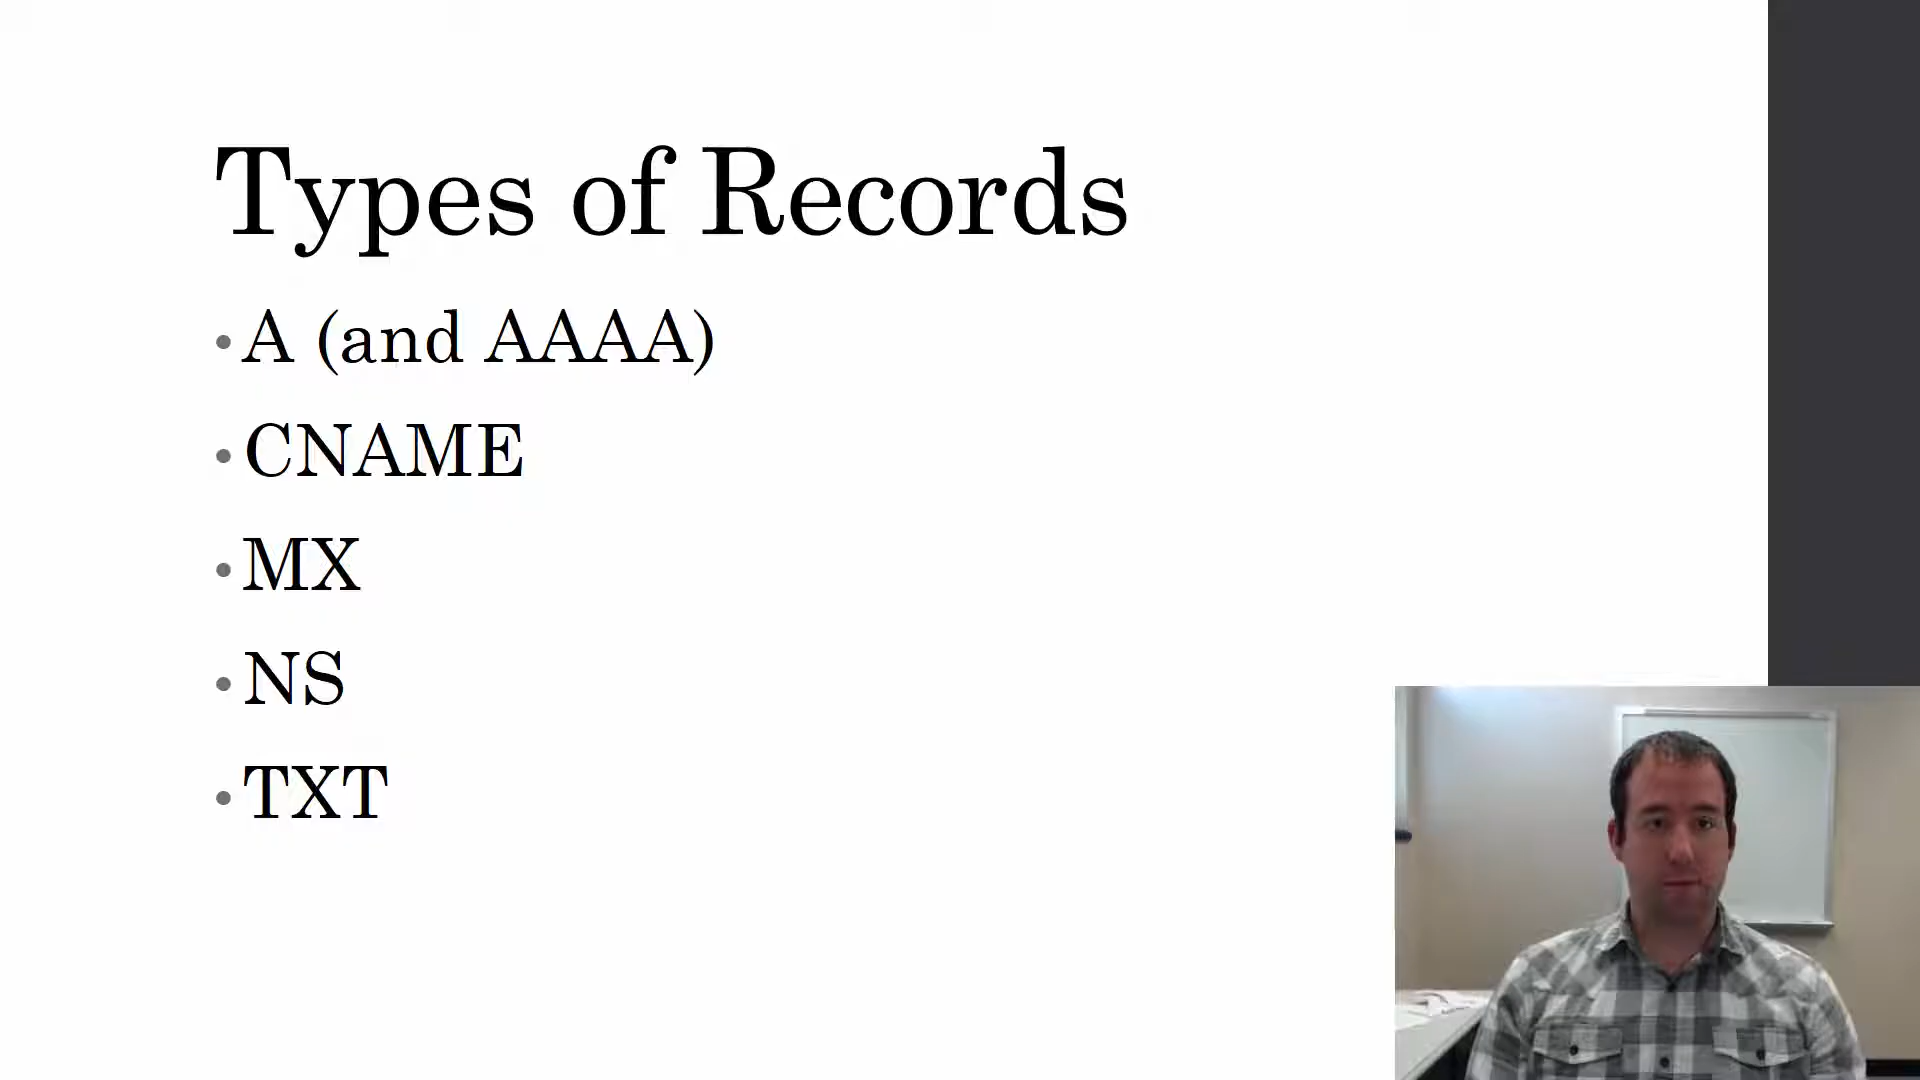 Types of Records
• A (and AAAA)
• CNAME
• MX
• NS
• TXT